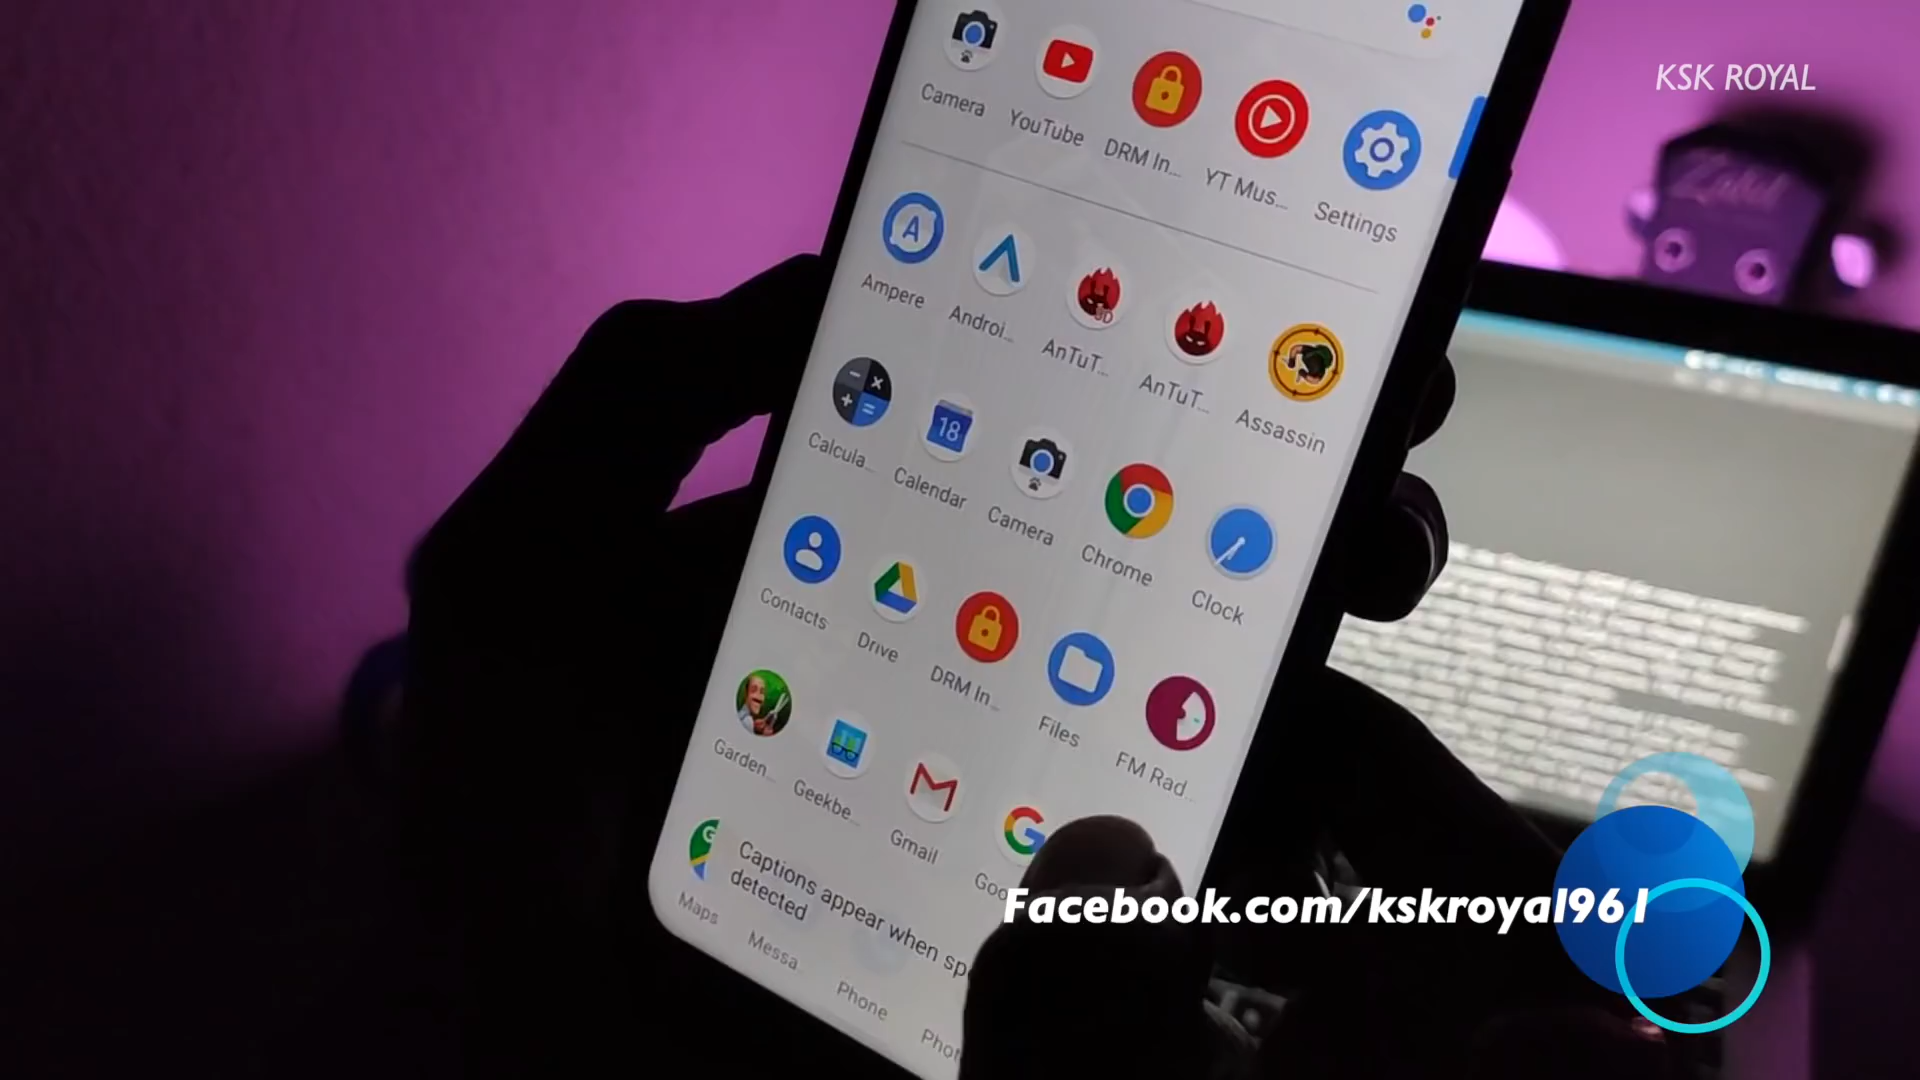 KSK ROYAL
Camera
YouTube
DRM In...
YT Mus...
Settings
Ampere
Androi...
AnTuT...
AnTuT...
Assassin
Calcula...
18
Calendar
Camera
Chrome
Clock
Contacts
Drive
DRM In...
Files
FM Rad...
Garden...
Geekbe...
Gmail
Goo
Captions appear when sp
detected
Maps
Messa
Phone
Phot
Facebook.com/kskroyal961